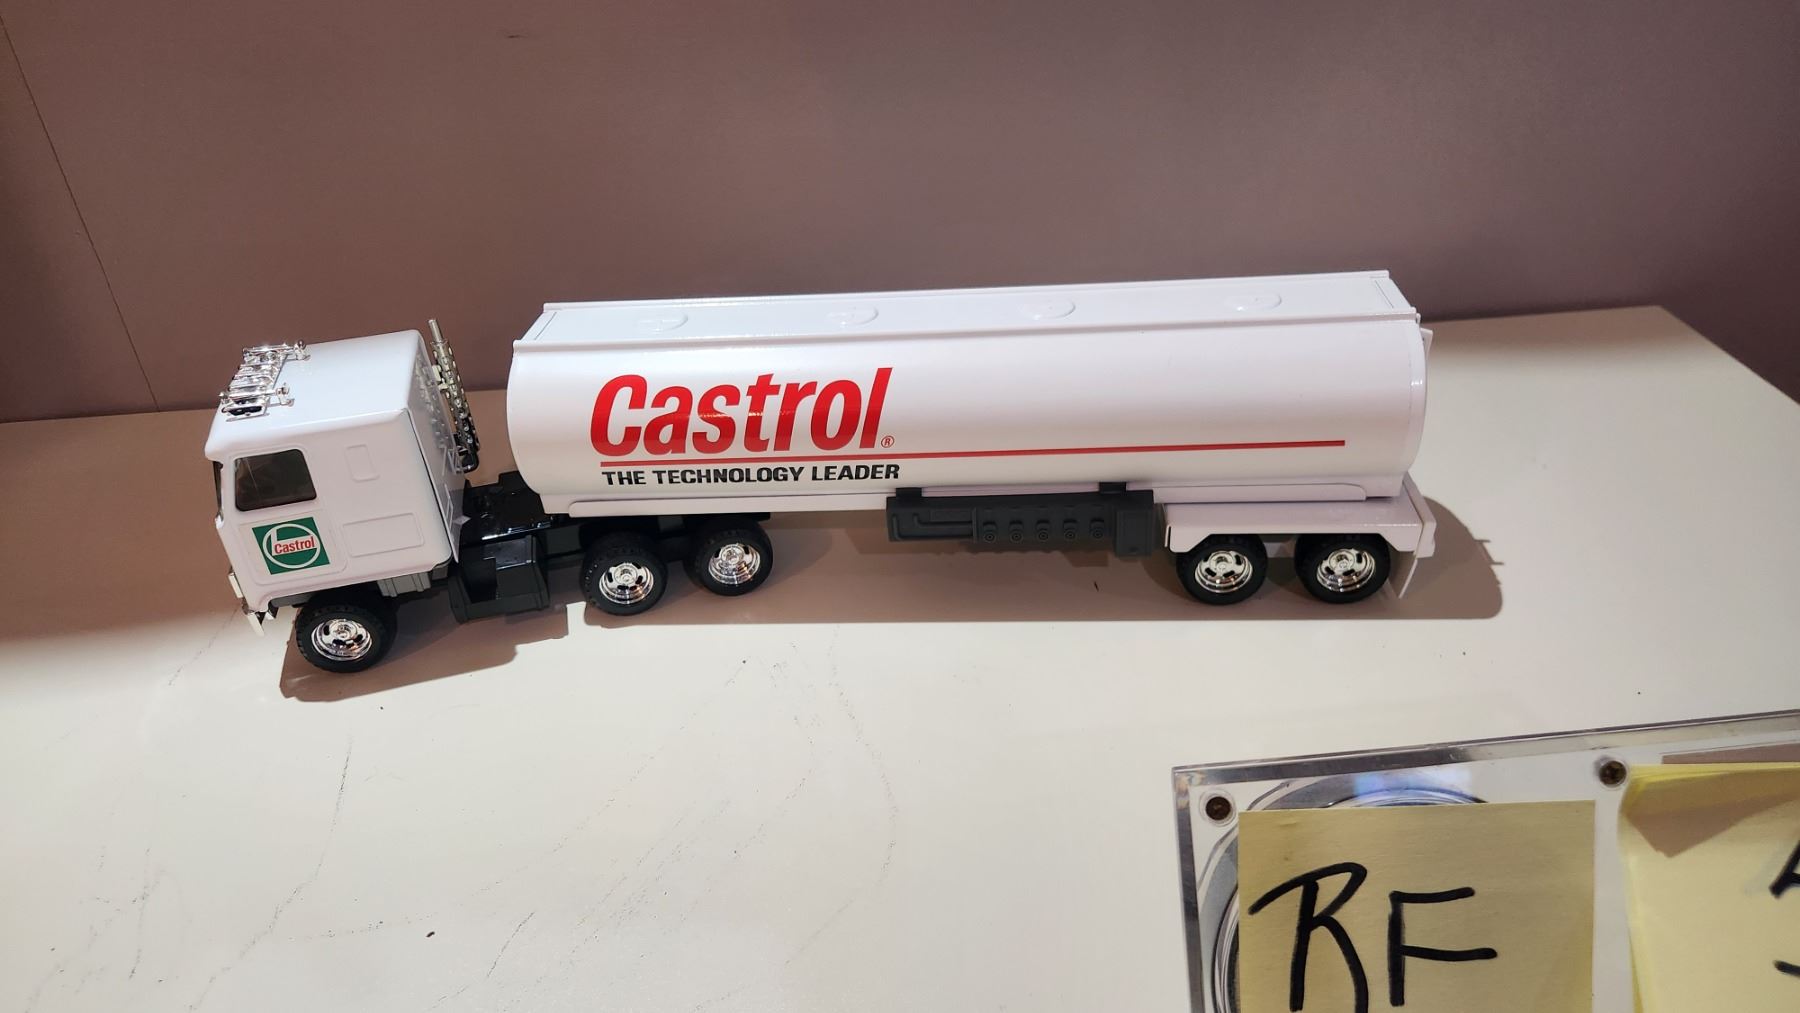 Castrol®
THE TECHNOLOGY LEADER
Castrol
RF